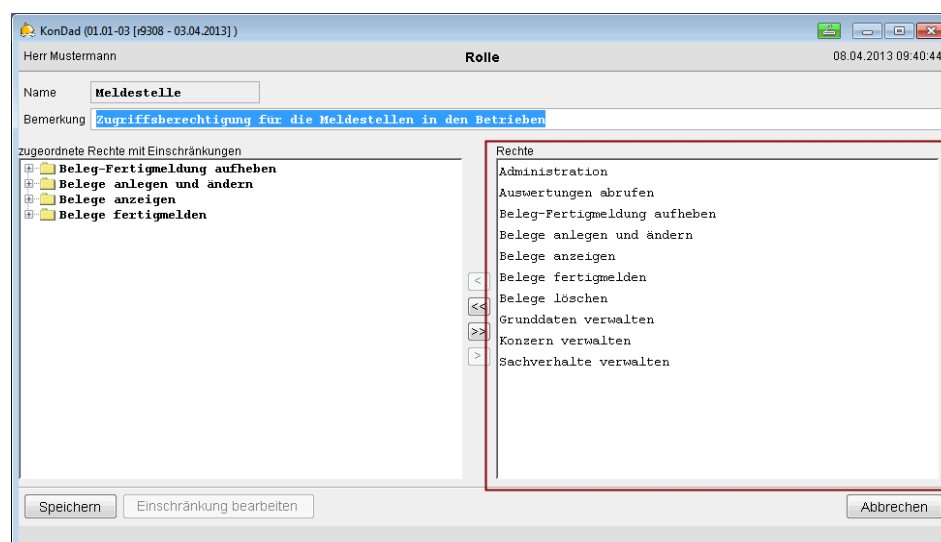 KonDad (01.01-03 [r9308 - 03.04.2013] )
Herr Mustermann Rolle 08.04.2013 09:40:44
Name Meldestelle
Bemerkung Zugriffsberechtigung für die Meldestellen in den Betrieben
zugeordnete Rechte mit Einschränkungen
Beleg-Fertigmeldung aufheben
Belege anlegen und ändern
Belege anzeigen
Belege fertigmelden
<
<<
>>
>
Rechte
Administration
Auswertungen abrufen
Beleg-Fertigmeldung aufheben
Belege anlegen und ändern
Belege anzeigen
Belege fertigmelden
Belege löschen
Grunddaten verwalten
Konzern verwalten
Sachverhalte verwalten
Speichern Einschränkung bearbeiten Abbrechen